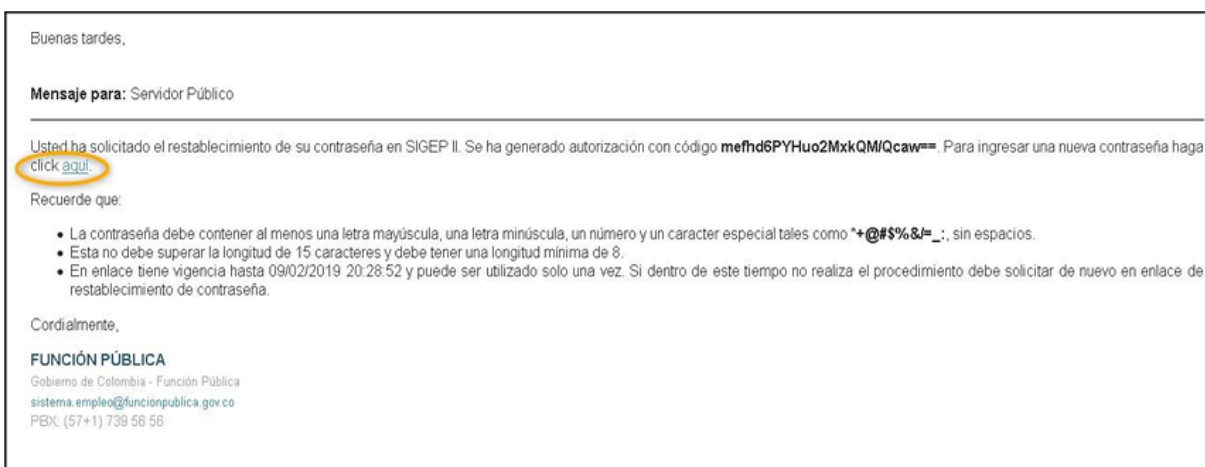 Buenas tardes,
Mensaje para: Servidor Público
Usted ha solicitado el restablecimiento de su contraseña en SIGEP II. Se ha generado autorización con código mefhd6PYHuo2MxkQM/Qcaw==. Para ingresar una nueva contraseña haga
click aquí.
Recuerde que:
• La contraseña debe contener al menos una letra mayúscula, una letra minúscula, un número y un caracter especial tales como *+@#$%&/=_:, sin espacios.
• Esta no debe superar la longitud de 15 caracteres y debe tener una longitud mínima de 8.
• En enlace tiene vigencia hasta 09/02/2019 20:28:52 y puede ser utilizado solo una vez. Si dentro de este tiempo no realiza el procedimiento debe solicitar de nuevo en enlace de
restablecimiento de contraseña.
Cordialmente,
FUNCIÓN PÚBLICA
Gobierno de Colombia - Función Pública
sistema.empleo@funcionpublica.gov.co
PBX: (57+1) 739 56 56